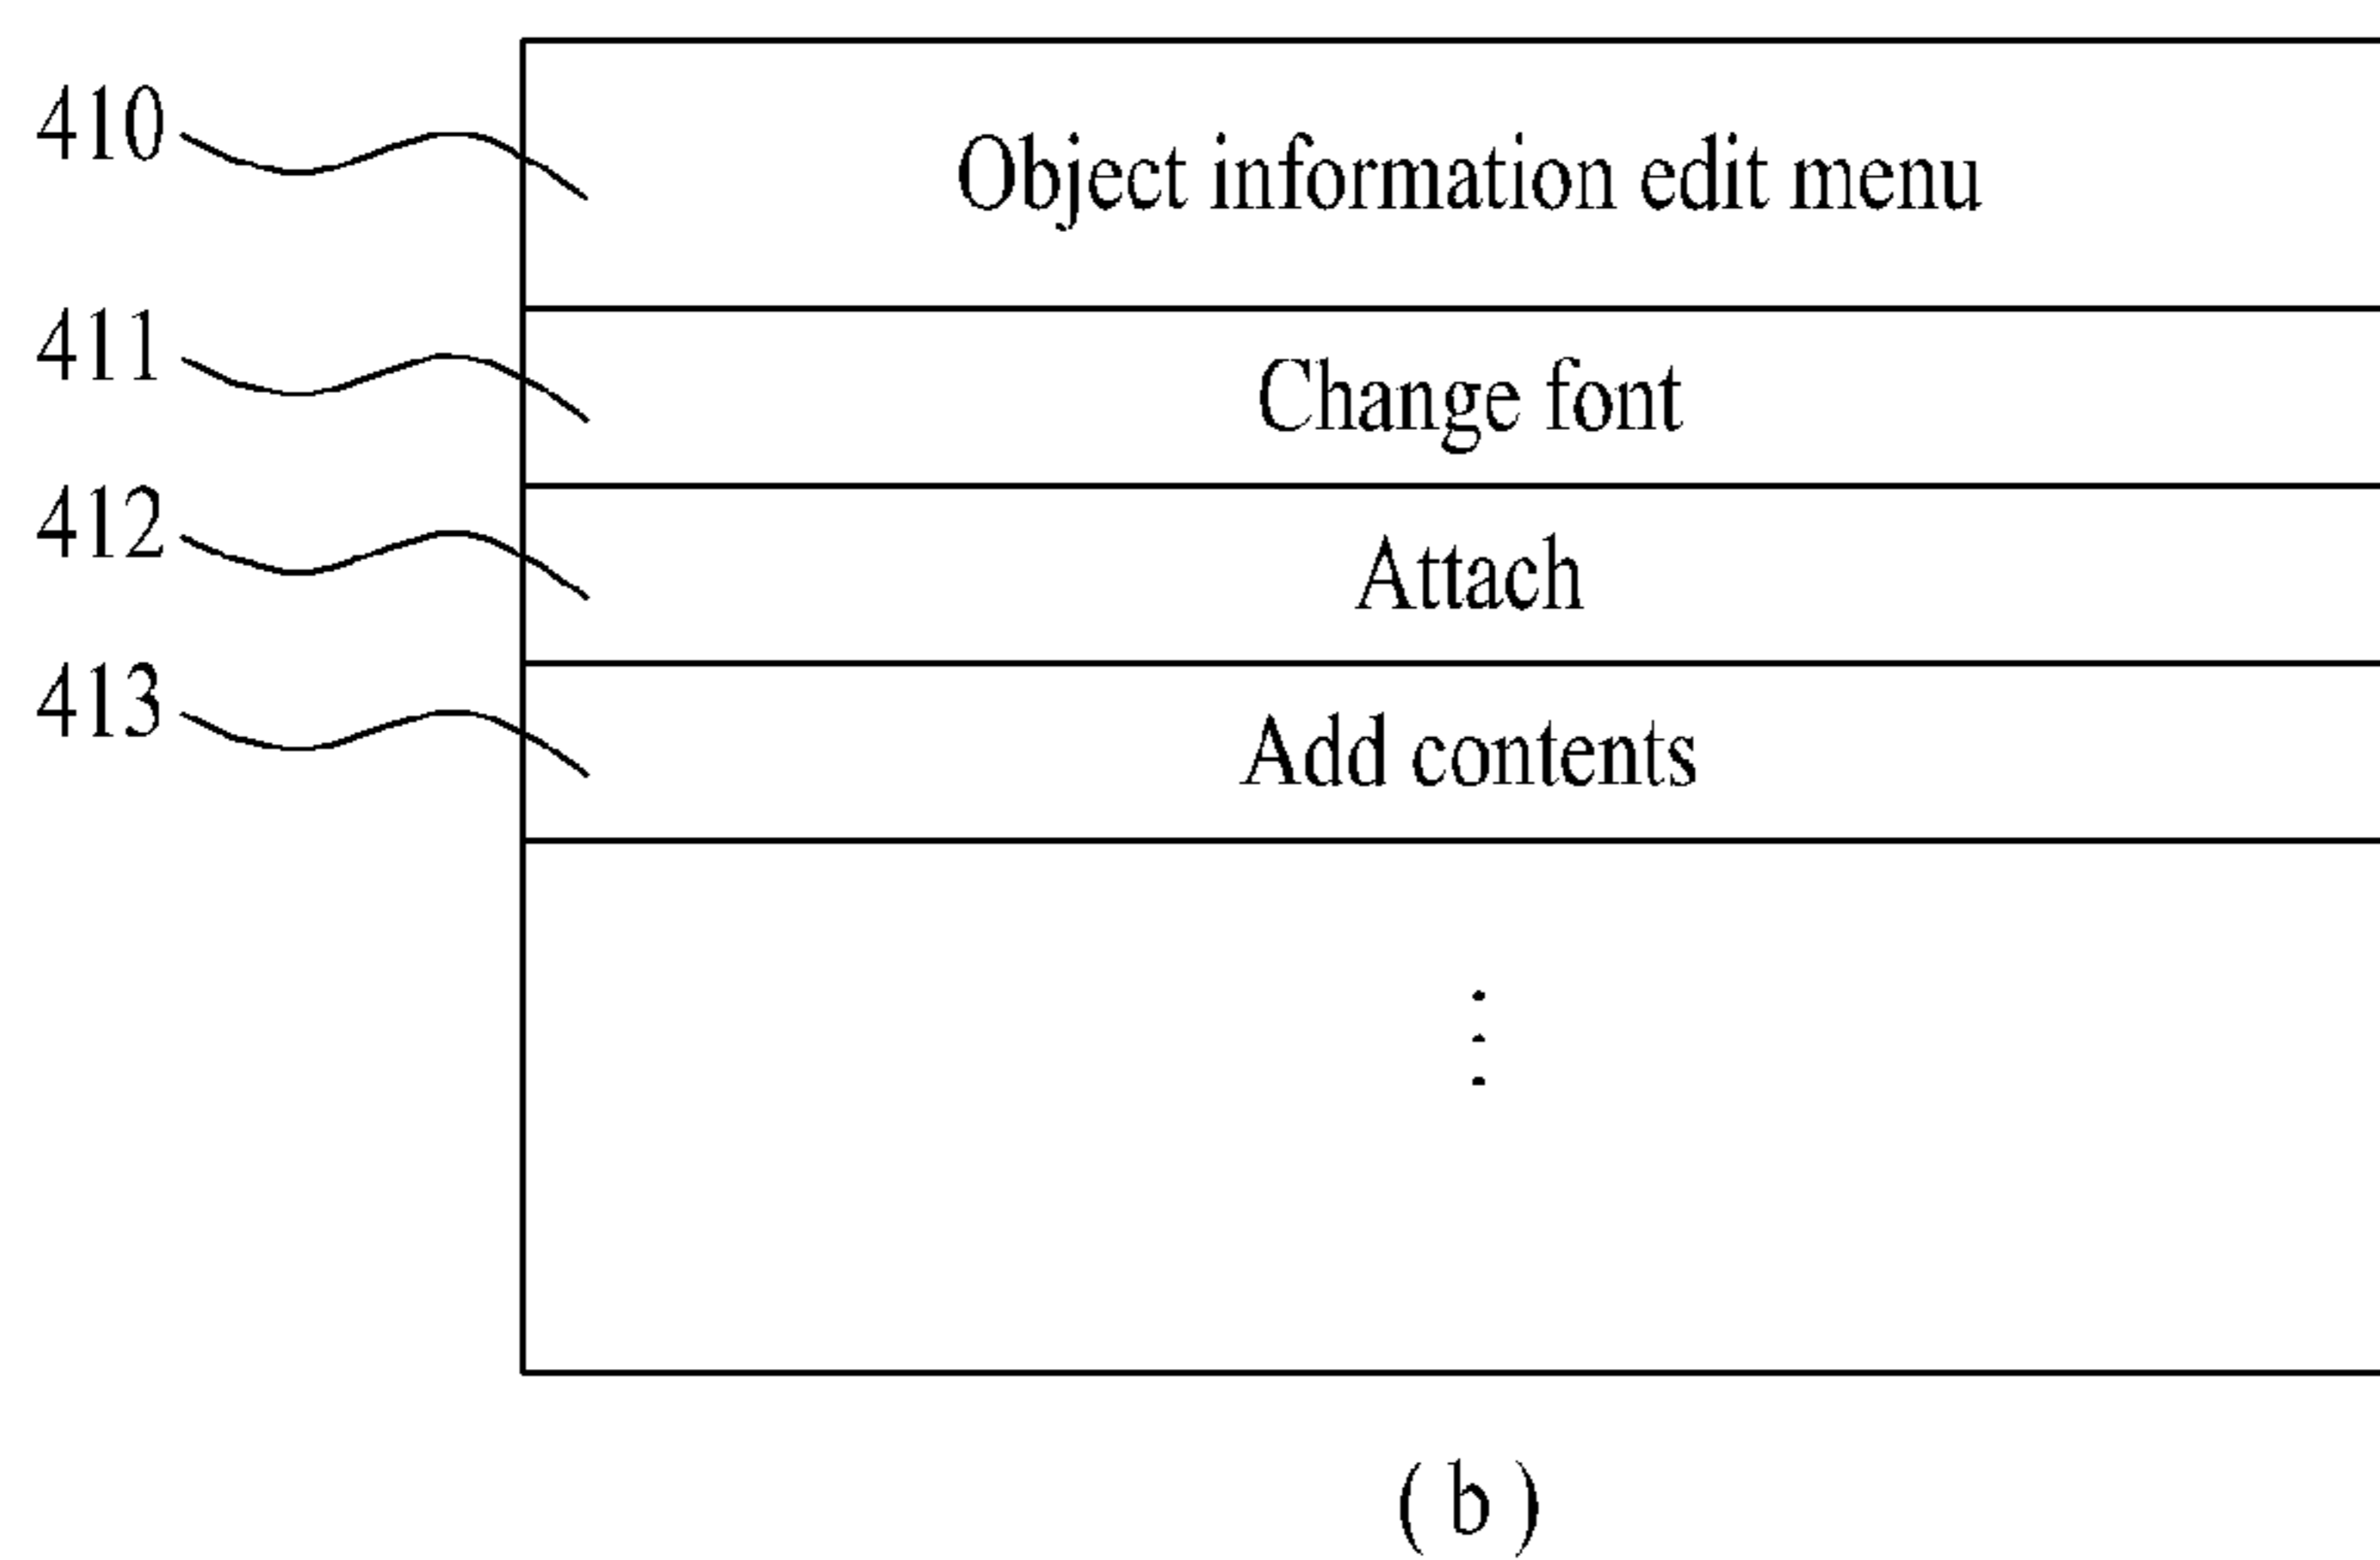 410 Object information edit menu
411 Change font
412 Attach
413 Add contents
( b )